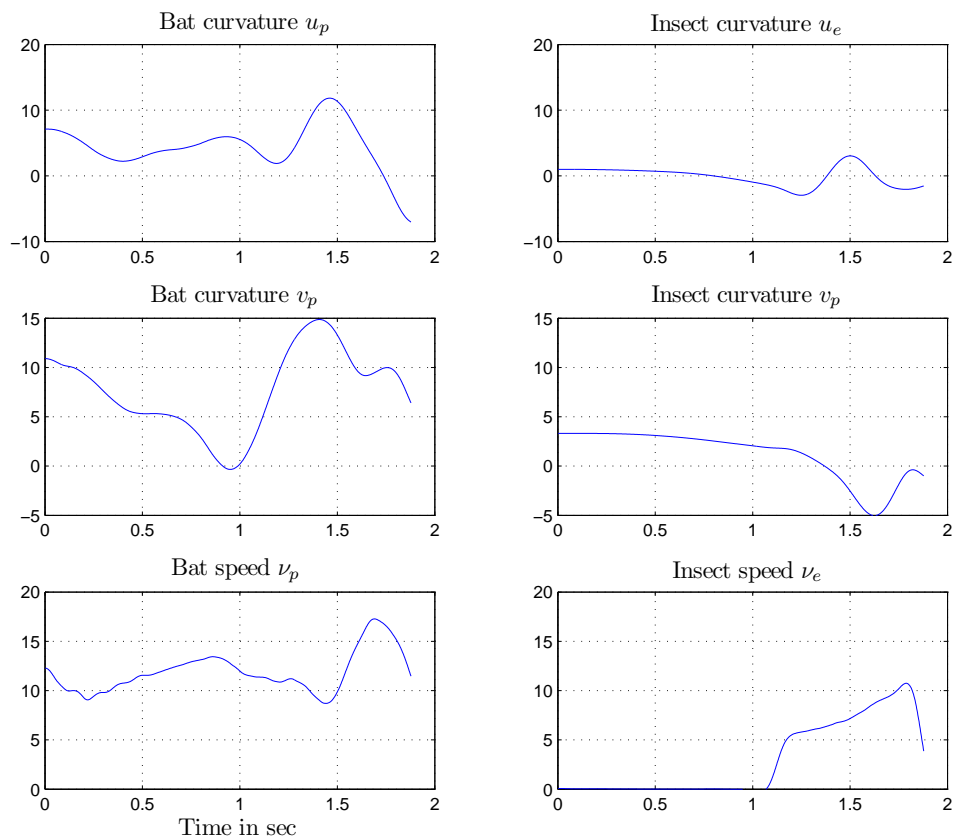 Bat curvature u_p
20
10
0
−10
0 0.5 1 1.5 2
Insect curvature u_e
20
10
0
−10
0 0.5 1 1.5 2
Bat curvature v_p
15
10
5
0
−5
0 0.5 1 1.5 2
Insect curvature v_p
15
10
5
0
−5
0 0.5 1 1.5 2
Bat speed ν_p
20
15
10
5
0
0 0.5 1 1.5 2
Time in sec
Insect speed ν_e
20
15
10
5
0
0 0.5 1 1.5 2